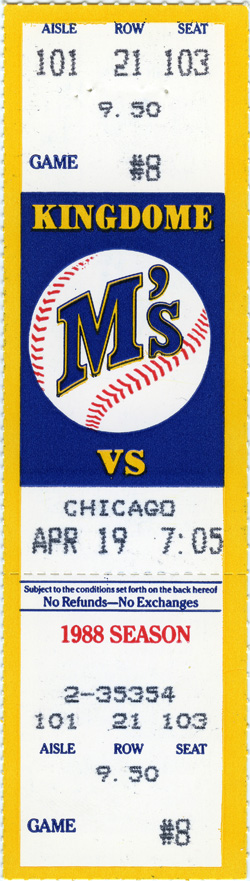 AISLE ROW SEAT
101 21 103
9.50
GAME #8
KINGDOME
M's
VS
CHICAGO
APR 19 7:05
Subject to the conditions set forth on the back hereof
No Refunds—No Exchanges
1988 SEASON
2-35354
101 21 103
AISLE ROW SEAT
9.50
GAME #8